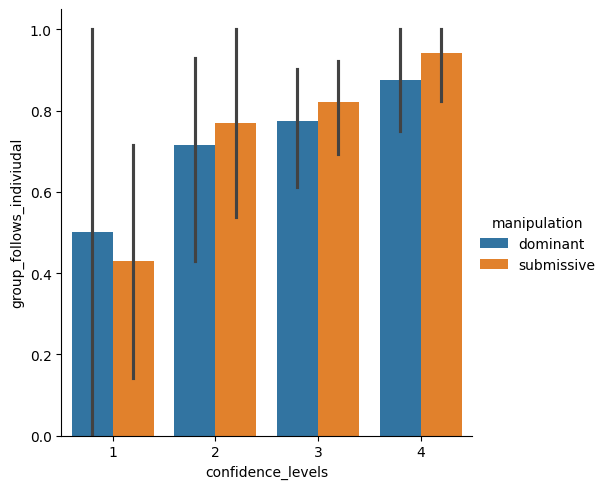 1.0
0.8
0.6
0.4
0.2
0.0
group_follows_indiviudal
1
2
3
4
confidence_levels
manipulation
dominant
submissive